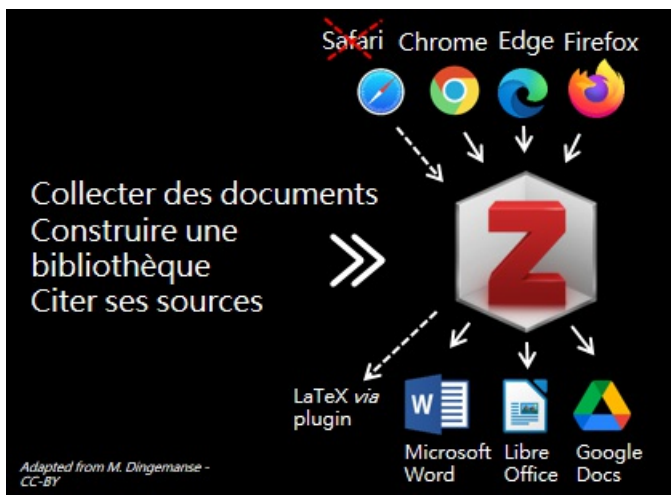 Safari Chrome Edge Firefox
Collecter des documents
Construire une
bibliothèque
Citer ses sources
Z
LaTeX via
plugin
W
Microsoft
Word
Libre
Office
Google
Docs
Adapted from M. Dingemanse -
CC-BY